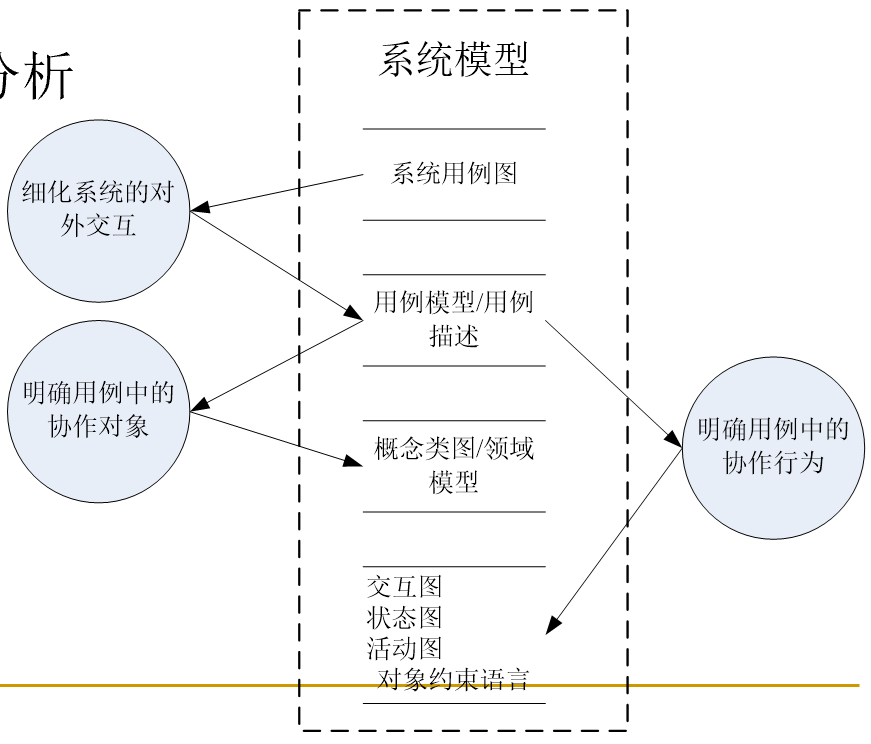 分析
系统模型
系统用例图
细化系统的对
外交互
用例模型/用例
描述
明确用例中的
协作对象
概念类图/领域
模型
明确用例中的
协作行为
交互图
状态图
活动图
对象约束语言